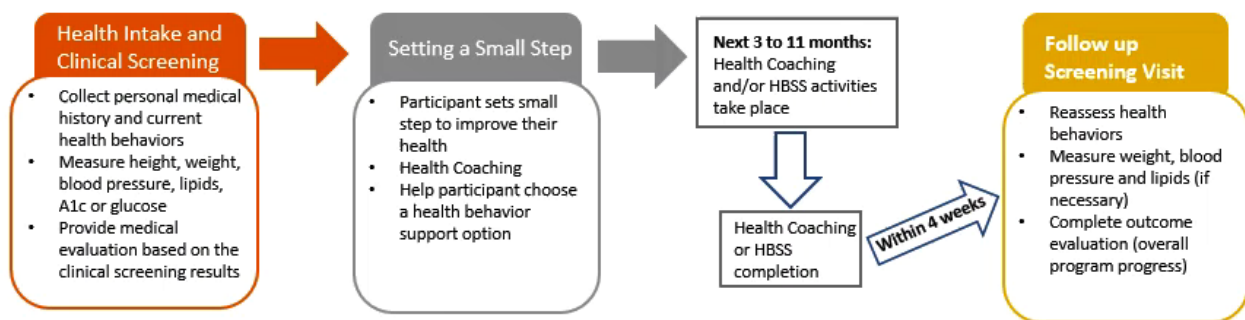 Health Intake and
Clinical Screening
• Collect personal medical
history and current
health behaviors
• Measure height, weight,
blood pressure, lipids,
A1c or glucose
• Provide medical
evaluation based on the
clinical screening results
Setting a Small Step
• Participant sets small
step to improve their
health
• Health Coaching
• Help participant choose
a health behavior
support option
Next 3 to 11 months:
Health Coaching
and/or HBSS activities
take place
Health Coaching
or HBSS
completion
Within 4 weeks
Follow up
Screening Visit
• Reassess health
behaviors
• Measure weight, blood
pressure and lipids (if
necessary)
• Complete outcome
evaluation (overall
program progress)